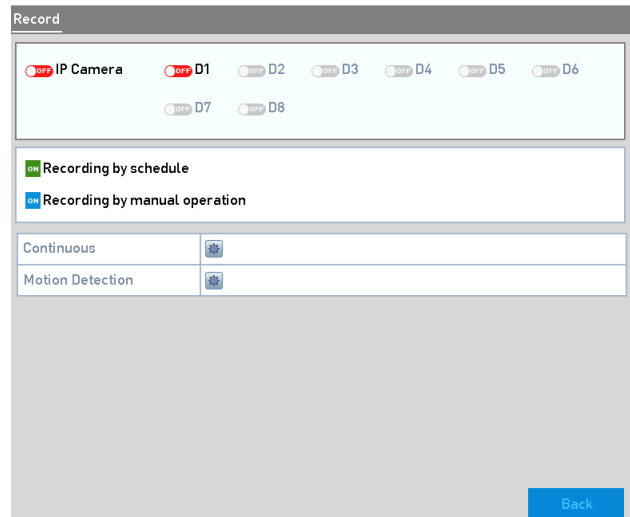 Record
OFF IP Camera OFF D1 OFF D2 OFF D3 OFF D4 OFF D5 OFF D6
OFF D7 OFF D8
ON Recording by schedule
ON Recording by manual operation
Continuous
Motion Detection
Back